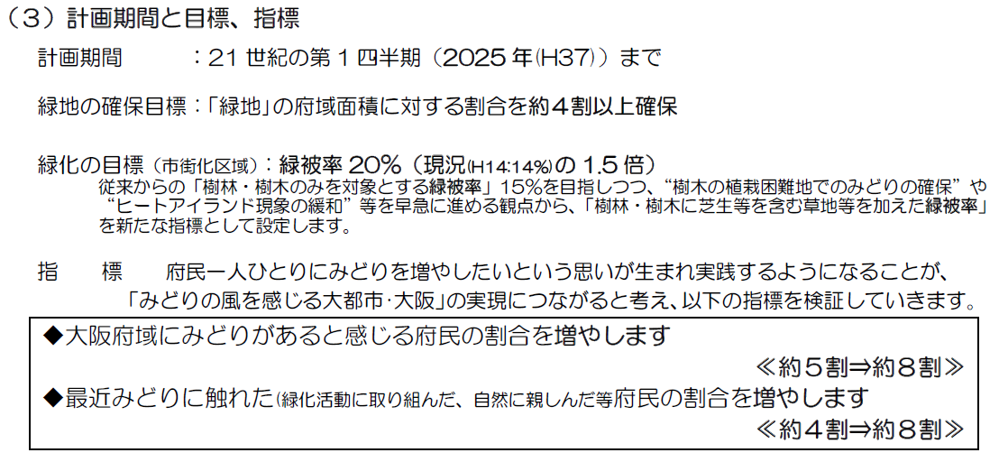 （３）計画期間と目標、指標
計画期間　　　：21 世紀の第１四半期（2025 年(H37)）まで
緑地の確保目標：「緑地」の府域面積に対する割合を約４割以上確保
緑化の目標（市街化区域）：緑被率 20％（現況(H14:14%)の 1.5 倍）
従来からの「樹林・樹木のみを対象とする緑被率」15％を目指しつつ、“樹木の植栽困難地でのみどりの確保”や
“ヒートアイランド現象の緩和”等を早急に進める観点から、「樹林・樹木に芝生等を含む草地等を加えた緑被率」
を新たな指標として設定します。
指　　標　　府民一人ひとりにみどりを増やしたいという思いが生まれ実践するようになることが、
「みどりの風を感じる大都市・大阪」の実現につながると考え、以下の指標を検証していきます。
◆大阪府域にみどりがあると感じる府民の割合を増やします
≪約５割⇒約８割≫
◆最近みどりに触れた(緑化活動に取り組んだ、自然に親しんだ等府民の割合を増やします
≪約４割⇒約８割≫